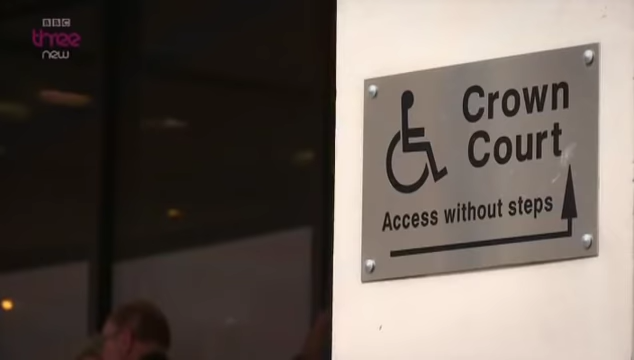 BBC
three
new
Crown
Court
Access without steps